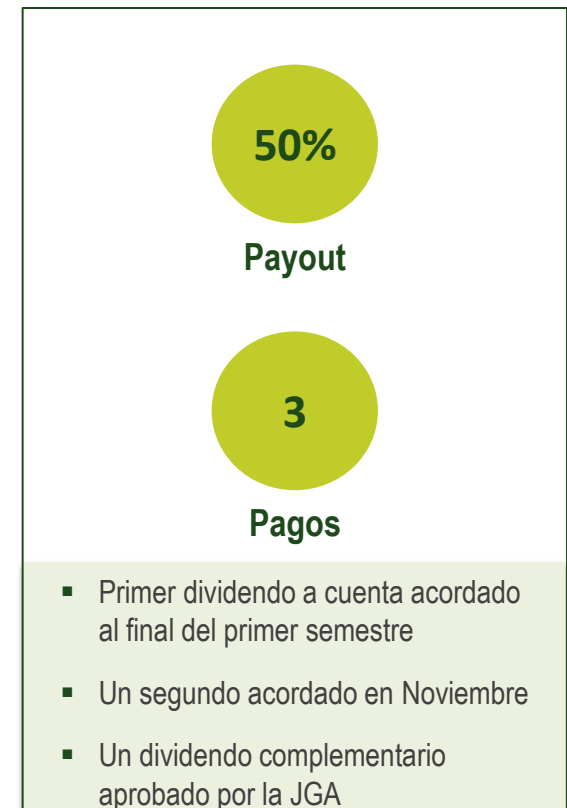 50%
Payout
3
Pagos
▪ Primer dividendo a cuenta acordado
al final del primer semestre
▪ Un segundo acordado en Noviembre
▪ Un dividendo complementario
aprobado por la JGA